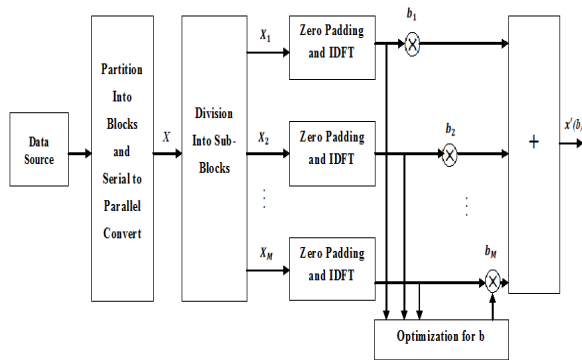 Data
Source
Partition
Into
Blocks
and
Serial to
Parallel
Convert
X
Division
Into Sub-
Blocks
X1
X2
⋮
XM
Zero Padding
and IDFT
Zero Padding
and IDFT
Zero Padding
and IDFT
b1
b2
⋮
bM
Optimization for b
+
x'(b)